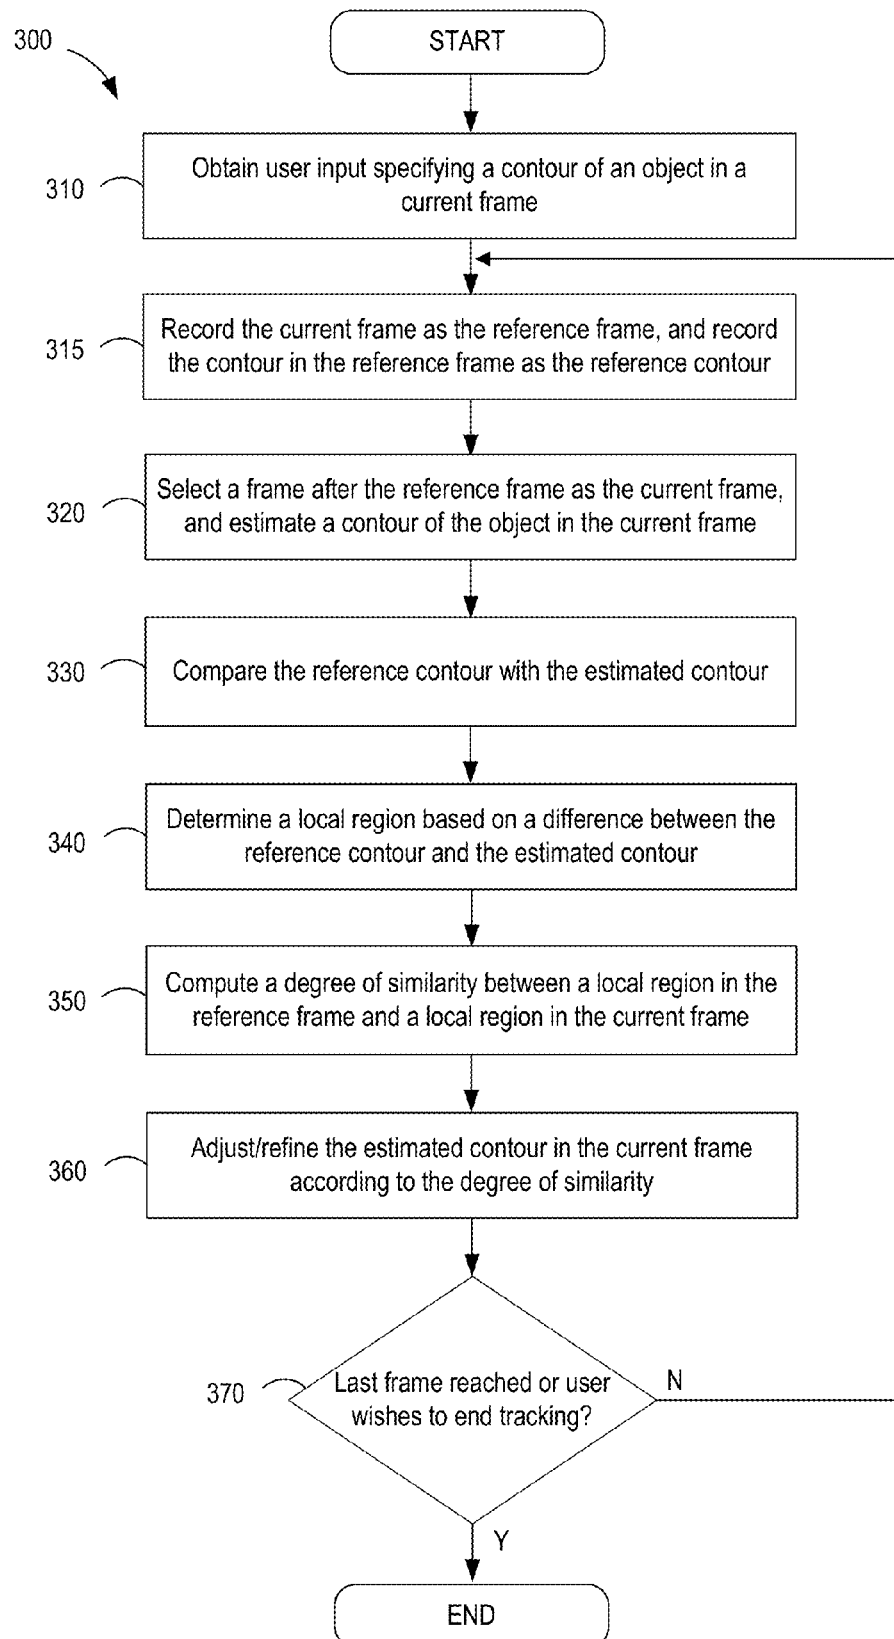 300
START
310
Obtain user input specifying a contour of an object in a
current frame
315
Record the current frame as the reference frame, and record
the contour in the reference frame as the reference contour
320
Select a frame after the reference frame as the current frame,
and estimate a contour of the object in the current frame
330
Compare the reference contour with the estimated contour
340
Determine a local region based on a difference between the
reference contour and the estimated contour
350
Compute a degree of similarity between a local region in the
reference frame and a local region in the current frame
360
Adjust/refine the estimated contour in the current frame
according to the degree of similarity
370
Last frame reached or user
wishes to end tracking?
N
Y
END